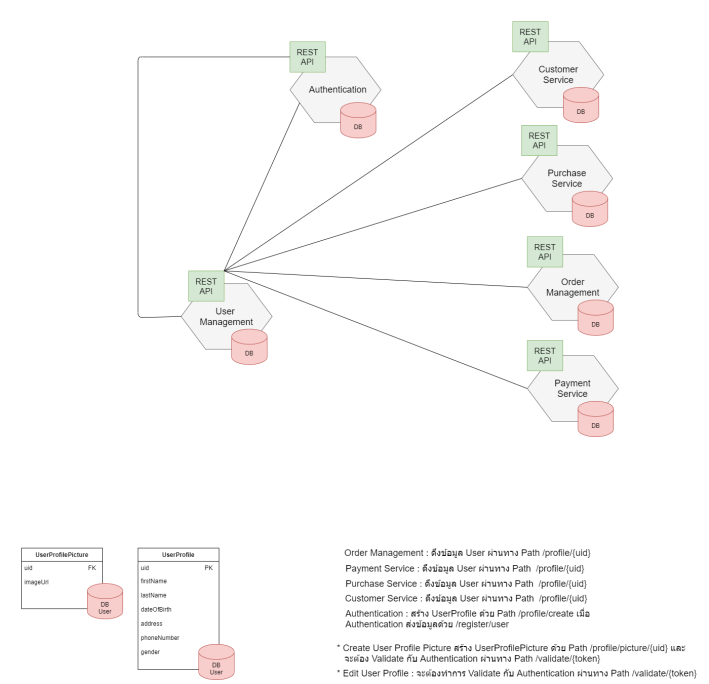 REST
API
Authentication
DB
REST
API
Customer
Service
DB
REST
API
Purchase
Service
DB
REST
API
Order
Management
DB
REST
API
User
Management
DB
REST
API
Payment
Service
DB
UserProfilePicture
uid FK
imageUrl
DB
User
UserProfile
uid PK
firstName
lastName
dateOfBirth
address
phoneNumber
gender
DB
User
Order Management : ดึงข้อมูล User ผ่านทาง Path /profile/{uid}
Payment Service : ดึงข้อมูล User ผ่านทาง Path /profile/{uid}
Purchase Service : ดึงข้อมูล User ผ่านทาง Path /profile/{uid}
Customer Service : ดึงข้อมูล User ผ่านทาง Path /profile/{uid}
Authentication : สร้าง UserProfile ด้วย Path /profile/create เมื่อ
Authentication ส่งข้อมูลด้วย /register/user
* Create User Profile Picture สร้าง UserProfilePicture ด้วย Path /profile/picture/{uid} และ
จะต้อง Validate กับ Authentication ผ่านทาง Path /validate/{token}
* Edit User Profile : จะต้องทำการ Validate กับ Authentication ผ่านทาง Path /validate/{token}